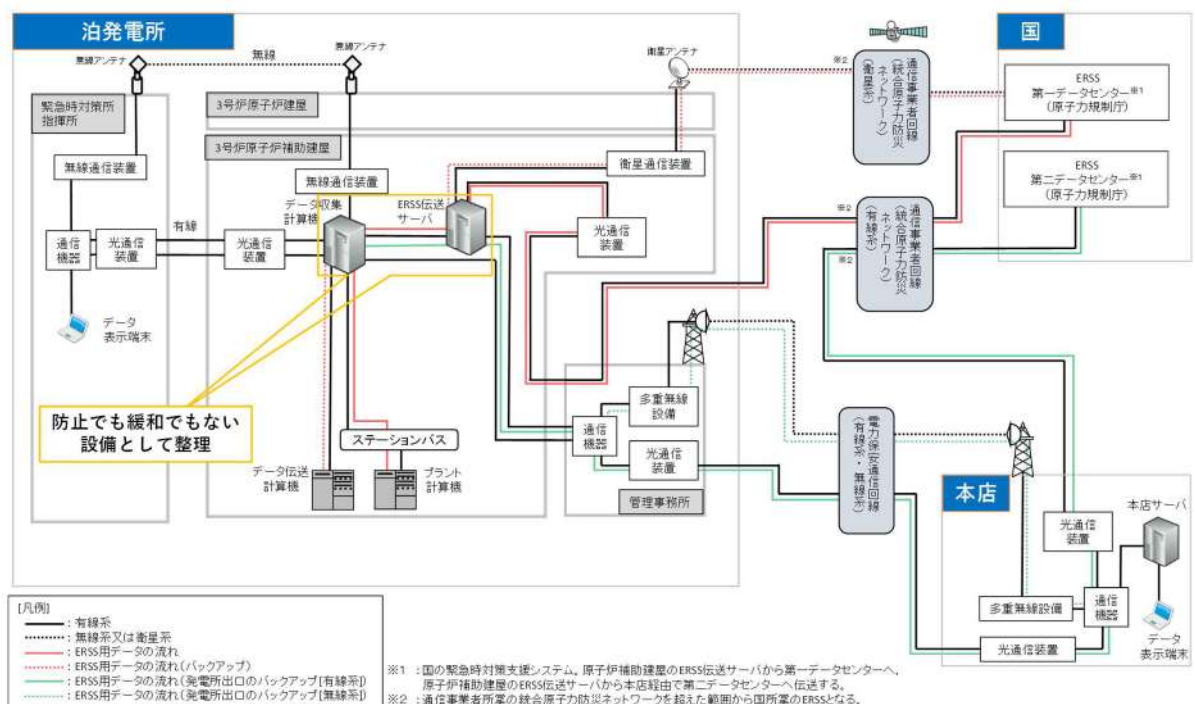 泊発電所
無線アンテナ
無線
無線アンテナ
衛星アンテナ
緊急時対策所
指揮所
3号炉原子炉建屋
3号炉原子炉補助建屋
無線通信装置
無線通信装置
衛星通信装置
データ収集
計算機
ERSS伝送
サーバ
有線
通信
機器
光通信
装置
光通信
装置
光通信
装置
データ
表示端末
防止でも緩和でもない
設備として整理
ステーションバス
データ伝送
計算機
プラント
計算機
多重無線
設備
通信
機器
光通信
装置
管理事務所
※2
通信事業者回線
(統合原子力防災
ネットワーク)
(衛星系)
※2
※2
通信事業者回線
(統合原子力防災
ネットワーク)
(有線系)
電力保安通信回線
(有線系・無線系)
国
ERSS
第一データセンター※1
(原子力規制庁)
ERSS
第二データセンター※1
(原子力規制庁)
本店
本店サーバ
光通信
装置
多重無線設備
通信
機器
光通信装置
データ
表示端末
[凡例]
:有線系
:無線系又は衛星系
:ERSS用データの流れ
:ERSS用データの流れ(バックアップ)
:ERSS用データの流れ(発電所出口のバックアップ[有線系])
:ERSS用データの流れ(発電所出口のバックアップ[無線系])
※1 :国の緊急時対策支援システム。原子炉補助建屋のERSS伝送サーバから第一データセンターへ、
原子炉補助建屋のERSS伝送サーバから本店経由で第二データセンターへ伝送する。
※2 :通信事業者所掌の統合原子力防災ネットワークを超えた範囲から国所掌のERSSとなる。